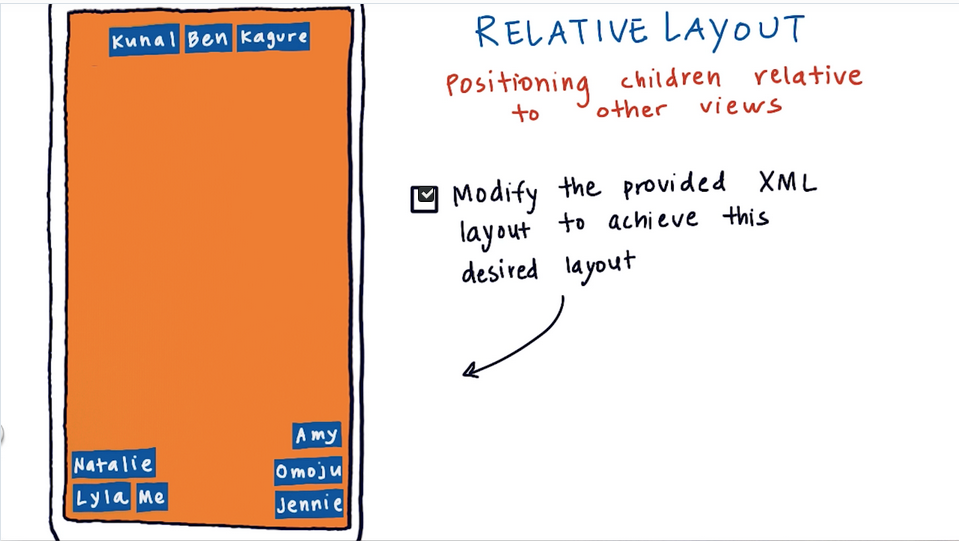 Kunal Ben Kagure
Natalie
Lyla Me
Amy
Omoju
Jennie
RELATIVE LAYOUT
Positioning children relative
to other views
Modify the provided XML
layout to achieve this
desired layout